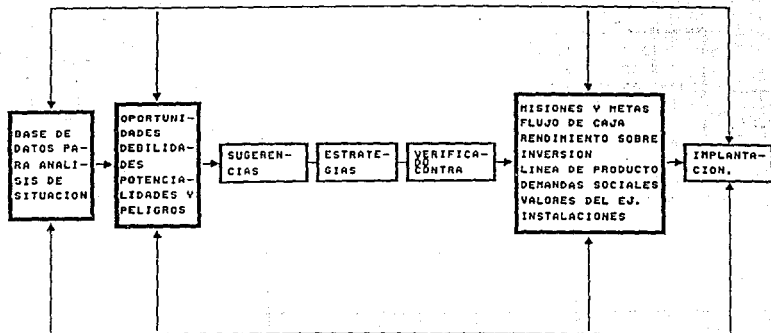 BASE DE
DATOS PA-
RA ANALI-
SIS DE
SITUACION
OPORTUNI-
DADES
DEBILIDA-
DES
POTENCIA-
LIDADES Y
PELIGROS
SUGEREN-
CIAS
ESTRATE-
GIAS
VERIFICA-
DO
CONTRA
MISIONES Y METAS
FLUJO DE CAJA
RENDIMIENTO SOBRE
INVERSION
LINEA DE PRODUCTO
DEMANDAS SOCIALES
VALORES DEL EJ.
INSTALACIONES
IMPLANTA-
CION.